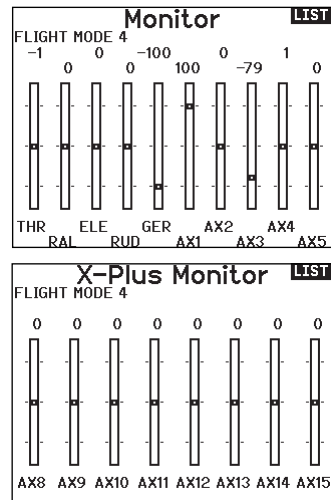 Monitor LIST
FLIGHT MODE 4
-1 0 -100 0 1
0 0 100 -79 0
THR ELE GER AX2 AX4
RAL RUD AX1 AX3 AX5
X-Plus Monitor LIST
FLIGHT MODE 4
0 0 0 0 0 0 0 0
AX8 AX9 AX10 AX11 AX12 AX13 AX14 AX15